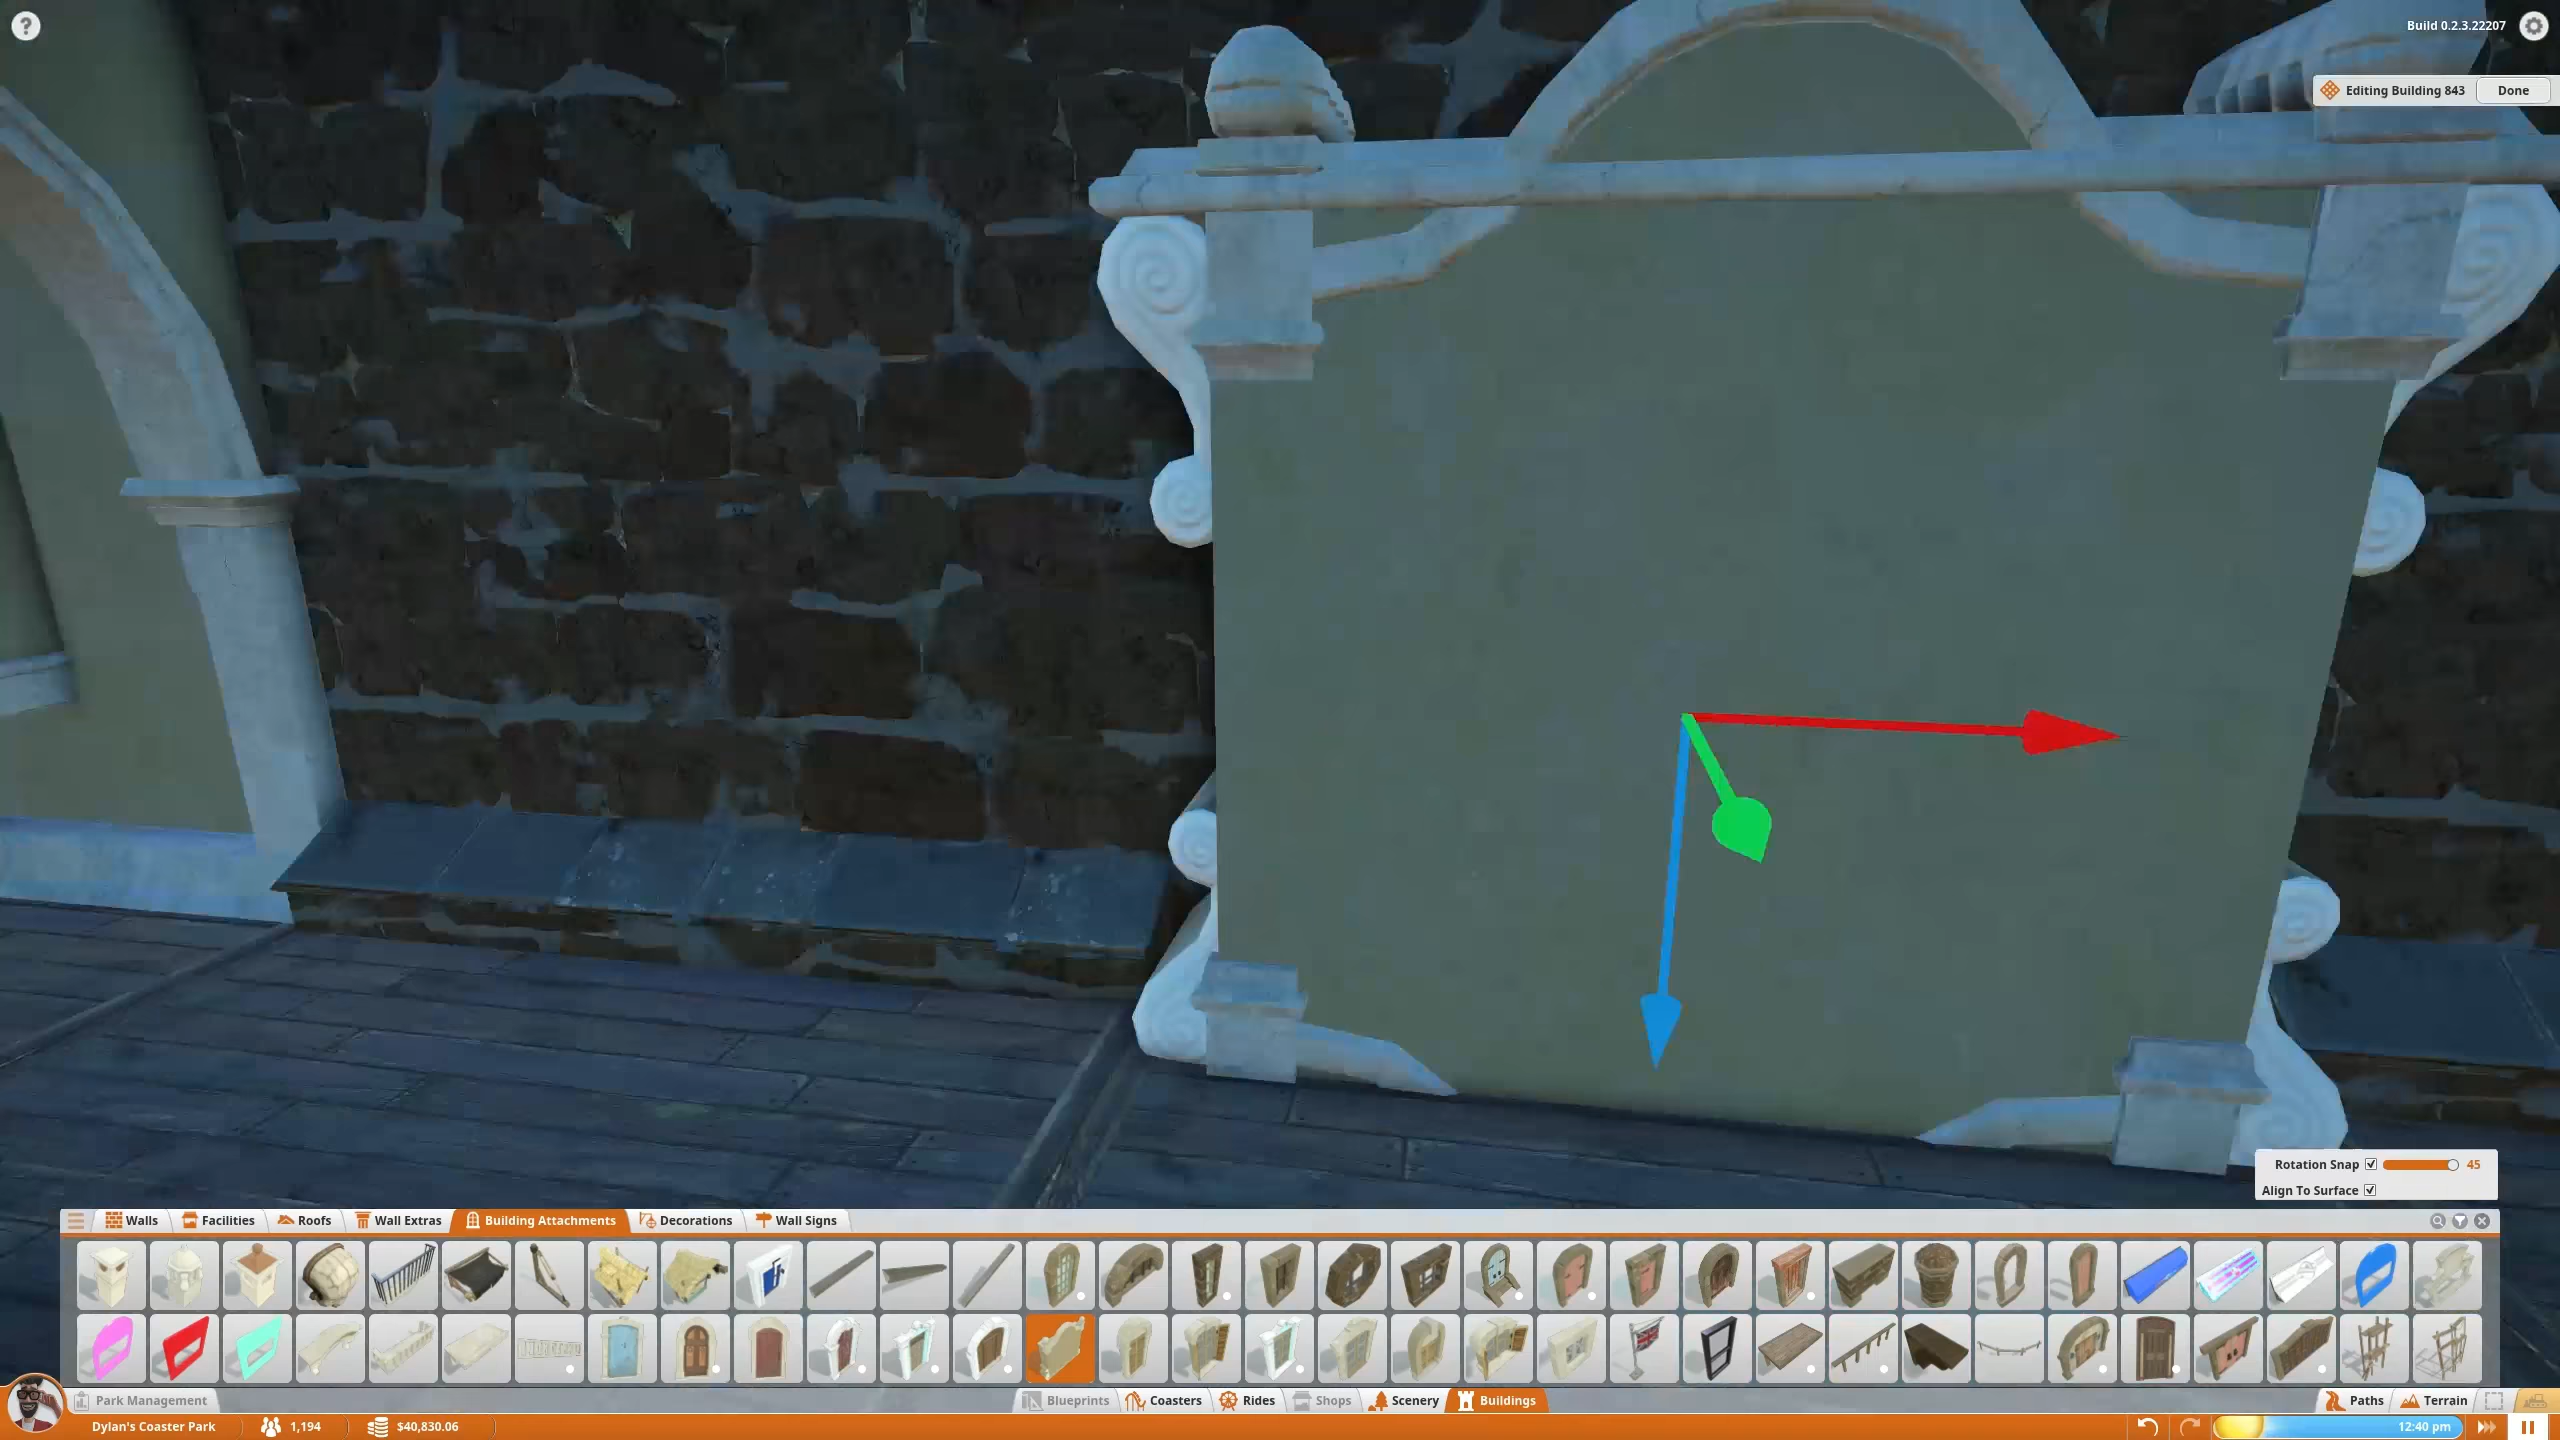 ?
Build 0.2.3.22207
Editing Building 843 Done
Rotation Snap 45
Align To Surface
Walls Facilities Roofs Wall Extras Building Attachments Decorations Wall Signs
Park Management Blueprints Coasters Rides Shops Scenery Buildings Paths Terrain
Dylan's Coaster Park 1,194 $40,830.06 12:40 pm